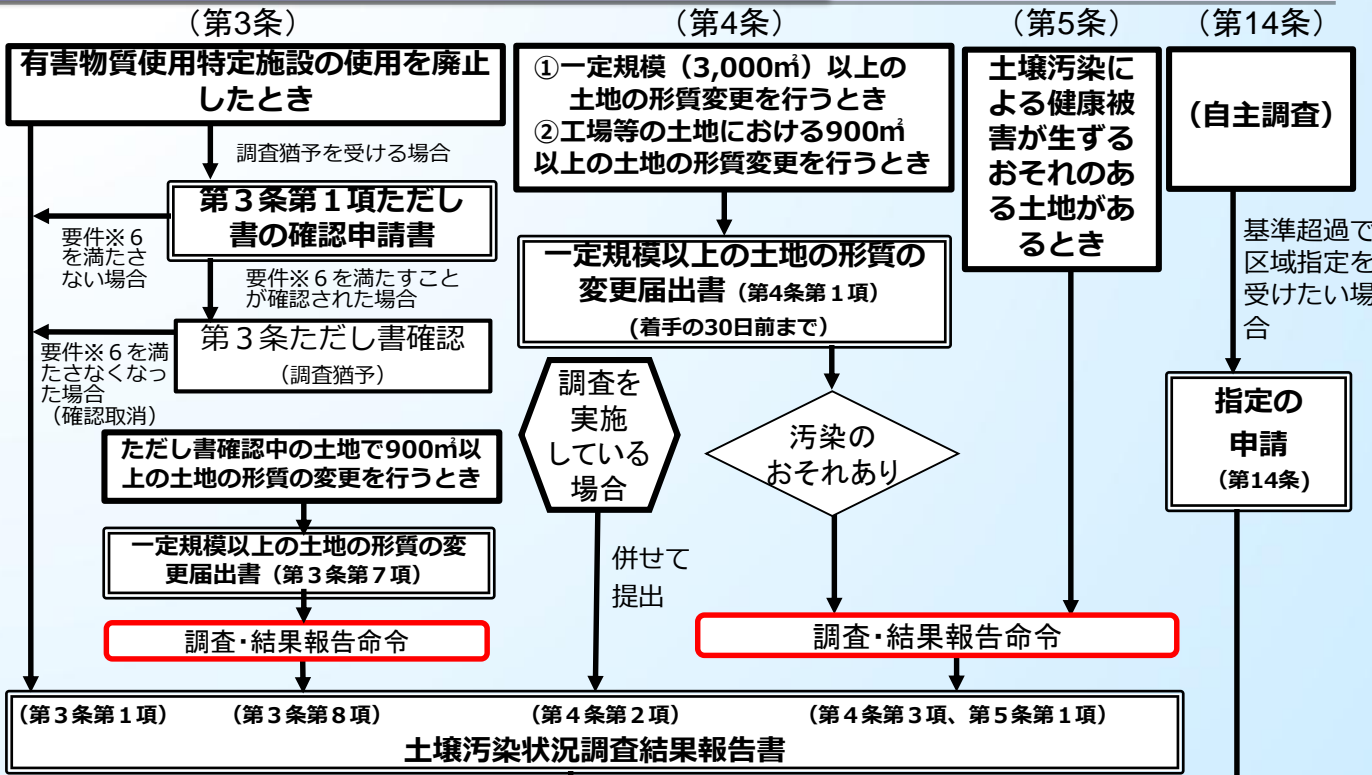 （第3条）
有害物質使用特定施設の使用を廃止
したとき
調査猶予を受ける場合
第３条第１項ただし
書の確認申請書
要件※６
を満たさ
ない場合
要件※６を満たすこと
が確認された場合
第３条ただし書確認
（調査猶予）
要件※６を満
たさなくなっ
た場合
（確認取消）
ただし書確認中の土地で900㎡以
上の土地の形質の変更を行うとき
一定規模以上の土地の形質の変
更届出書（第３条第７項）
調査・結果報告命令
（第4条）
①一定規模（3,000㎡）以上の
土地の形質変更を行うとき
②工場等の土地における900㎡
以上の土地の形質変更を行うとき
一定規模以上の土地の形質の
変更届出書（第4条第１項）
(着手の30日前まで）
調査を
実施
している
場合
併せて
提出
汚染の
おそれあり
（第5条）
土壌汚染に
よる健康被
害が生ずる
おそれのあ
る土地があ
るとき
調査・結果報告命令
（第14条）
（自主調査）
基準超過で
区域指定を
受けたい場
合
指定の
申請
（第14条)
（第３条第１項）
（第３条第８項）
（第４条第２項）
（第４条第３項、第５条第１項）
土壌汚染状況調査結果報告書